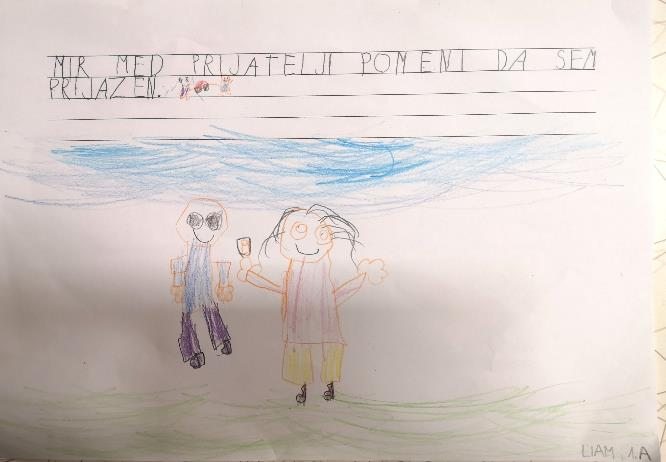 MIR MED PRIJATELJI POMENI DA SEM
PRIJAZEN.
LIAM, 1.A